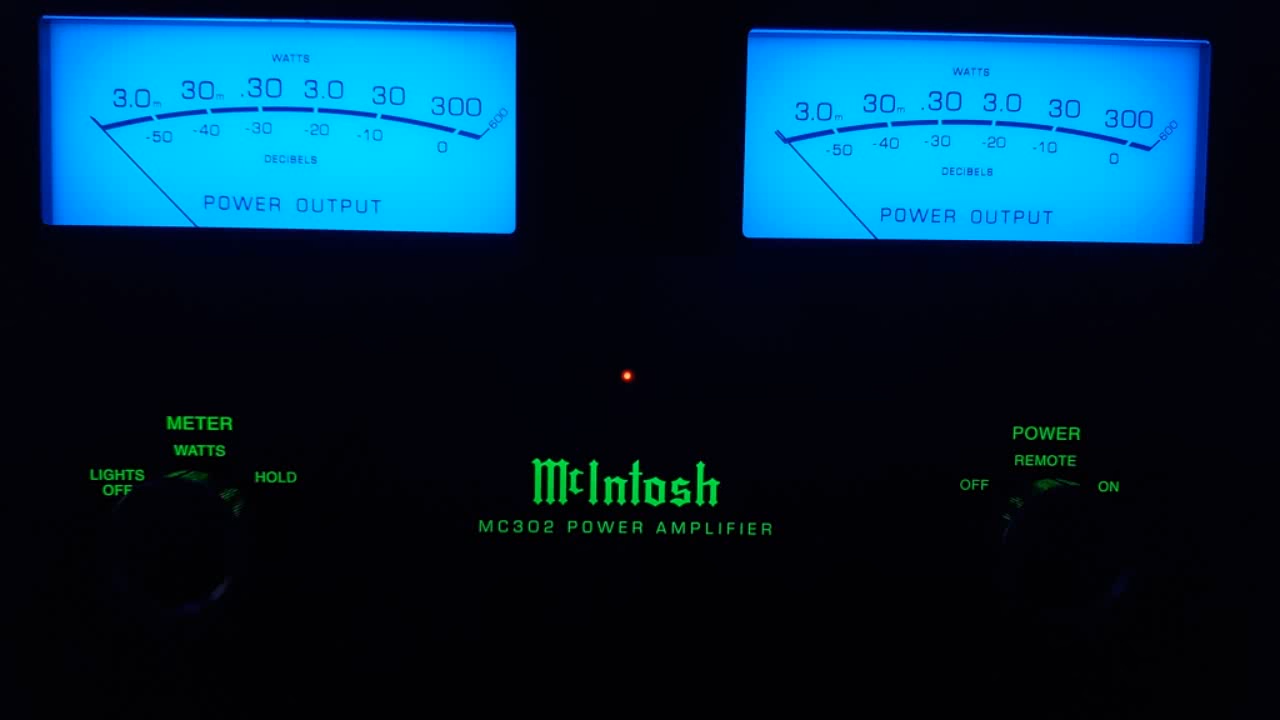 WATTS
3.0m 30m .30 3.0 30 300 600
-50 -40 -30 -20 -10 0
DECIBELS
POWER OUTPUT
WATTS
3.0m 30m .30 3.0 30 300 600
-50 -40 -30 -20 -10 0
DECIBELS
POWER OUTPUT
METER
WATTS
LIGHTS
OFF
HOLD
McIntosh
MC302 POWER AMPLIFIER
POWER
REMOTE
OFF ON